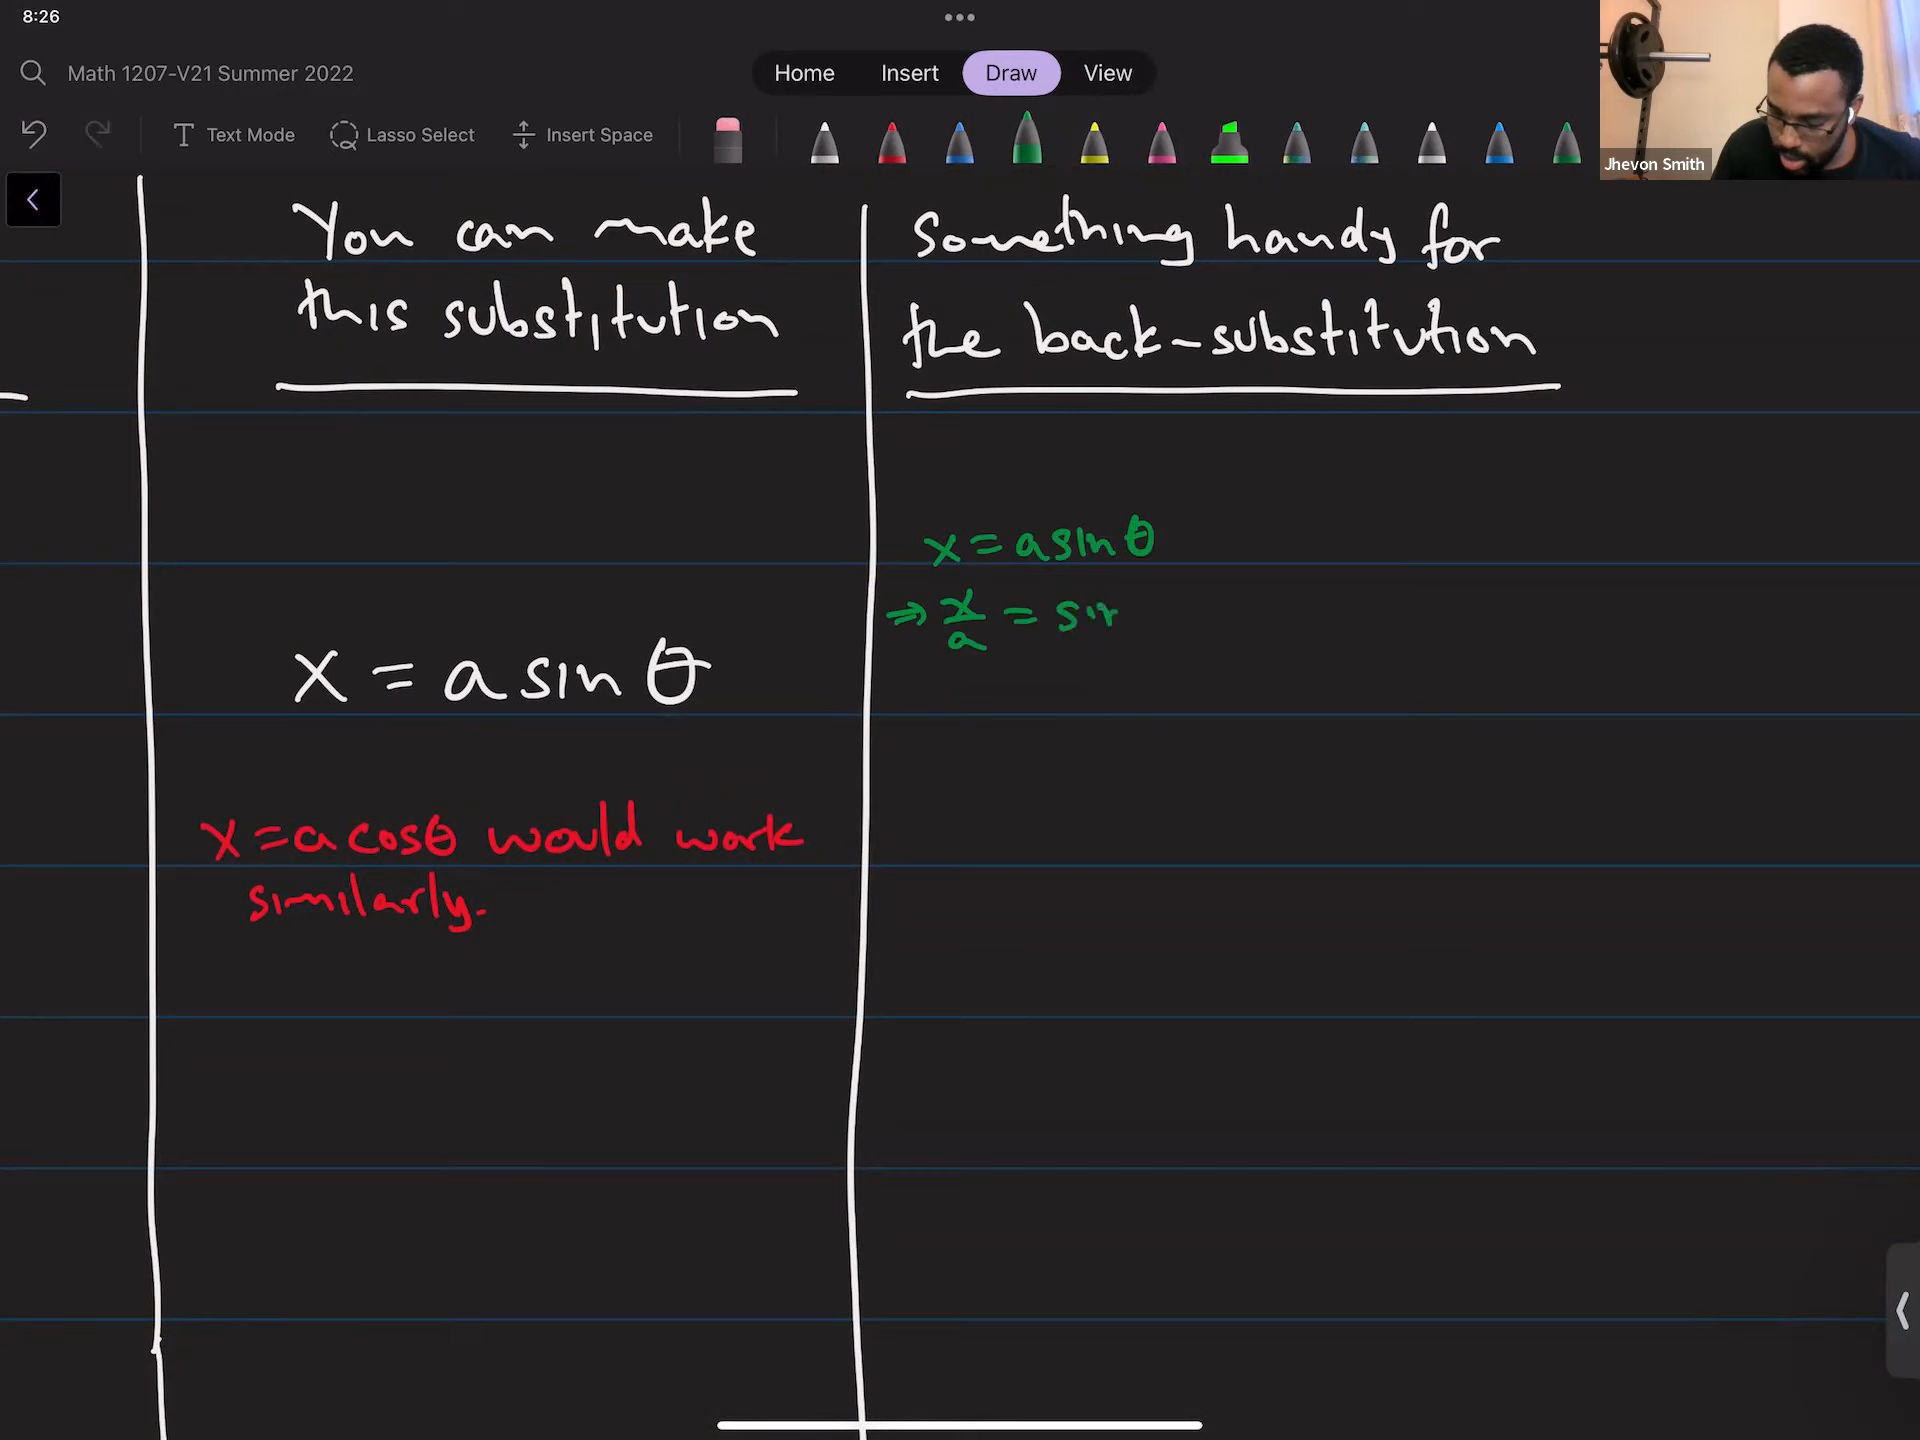 8:26
Math 1207-V21 Summer 2022
Home Insert Draw View
Text Mode Lasso Select Insert Space
Jhevon Smith
You can make
this substitution
x = a sin θ
x = a cosθ would work
similarly.
Something handy for
the back-substitution
x = a sin θ
⇒ x/a = sin